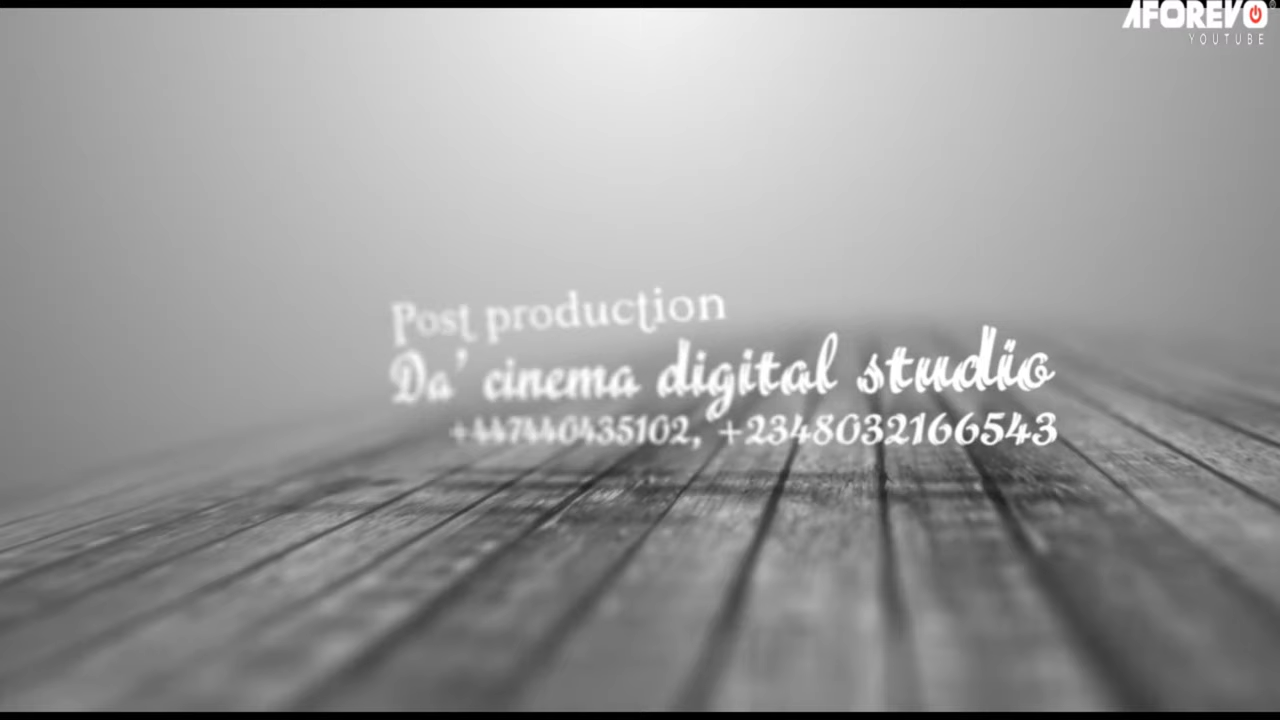 AFOREVO
YOUTUBE
Post production
Da' cinema digital studio
+447440435102, +2348032166543